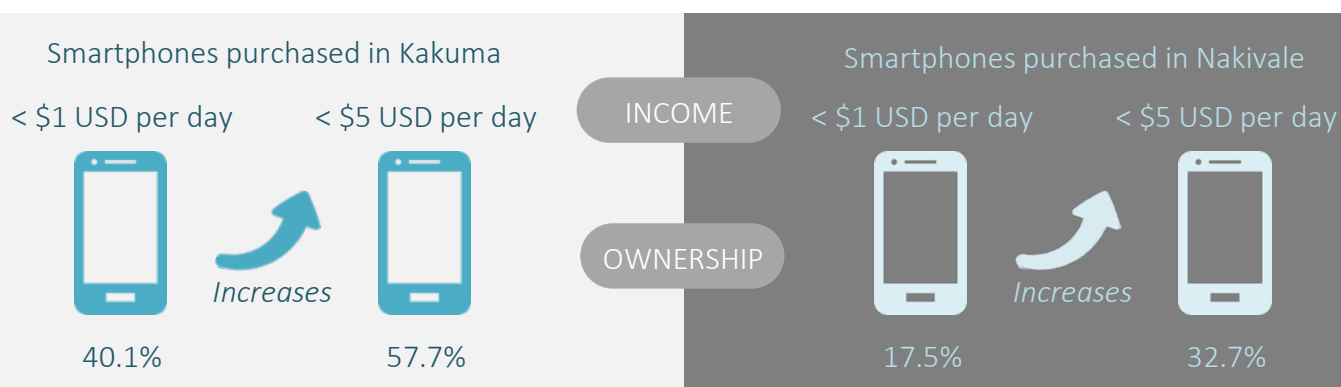 Smartphones purchased in Kakuma
< $1 USD per day
< $5 USD per day
Increases
40.1%
57.7%
INCOME
OWNERSHIP
Smartphones purchased in Nakivale
< $1 USD per day
< $5 USD per day
Increases
17.5%
32.7%